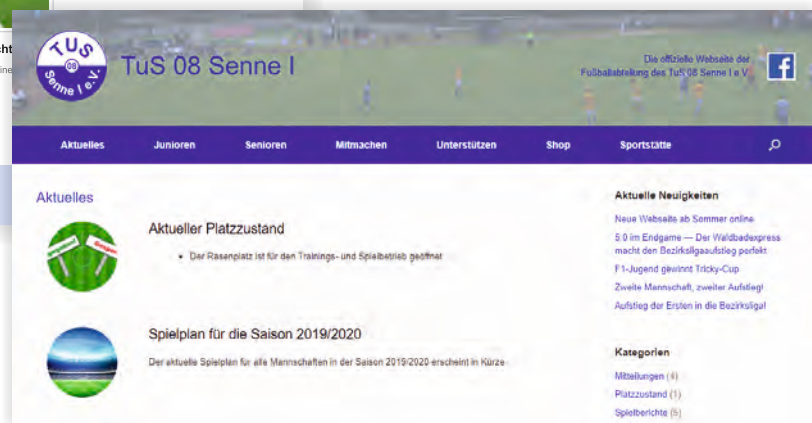 TUS
08
Senne I e.V.
TuS 08 Senne I
Die offizielle Webseite der
Fußballabteilung des TuS 08 Senne I e.V.
f
Aktuelles Junioren Senioren Mitmachen Unterstützen Shop Sportstätte
Aktuelles
Aktueller Platzzustand
• Der Rasenplatz ist für den Trainings- und Spielbetrieb geöffnet
Spielplan für die Saison 2019/2020
Der aktuelle Spielplan für alle Mannschaften in der Saison 2019/2020 erscheint in Kürze
Aktuelle Neuigkeiten
Neue Webseite ab Sommer online
5:0 im Endgame — Der Waldbadexpress
macht den Bezirksligaaufstieg perfekt
F1-Jugend gewinnt Tricky-Cup
Zweite Mannschaft, zweiter Aufstieg!
Aufstieg der Ersten in die Bezirksliga!
Kategorien
Mitteilungen (4)
Platzzustand (1)
Spielberichte (5)